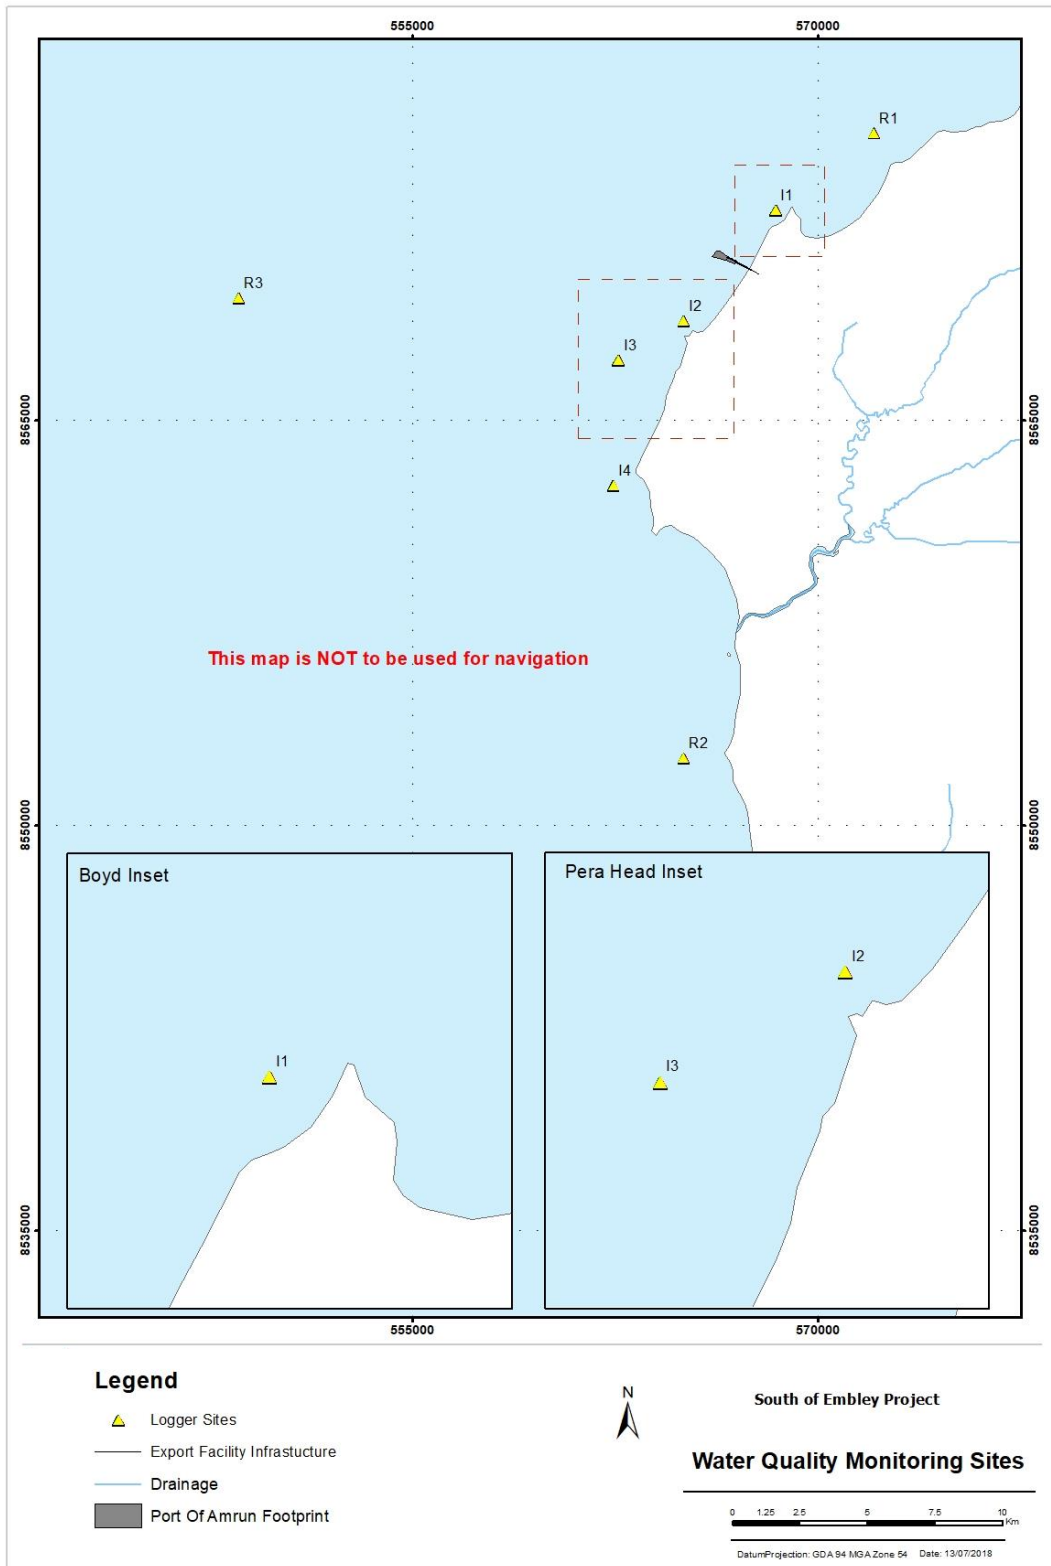 555000
570000
R1
I1
R3
I2
I3
8565000
8565000
I4
This map is NOT to be used for navigation
R2
8550000
8550000
Boyd Inset
Pera Head Inset
I2
I1
I3
8535000
8535000
555000
570000
Legend
Logger Sites
Export Facility Infrastucture
Drainage
Port Of Amrun Footprint
N
South of Embley Project
Water Quality Monitoring Sites
0 1.25 2.5 5 7.5 10
Km
DatumProjection: GDA 94 MGA Zone 54 Date: 13/07/2018